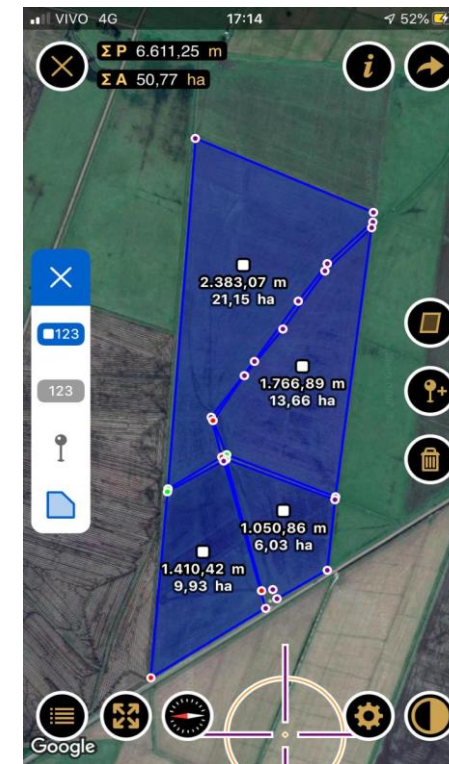 VIVO 4G
17:14
52%
Σ P 6.611,25 m
Σ A 50,77 ha
i
2.383,07 m
21,15 ha
123
123
1.766,89 m
13,66 ha
1.050,86 m
6,03 ha
1.410,42 m
9,93 ha
Google